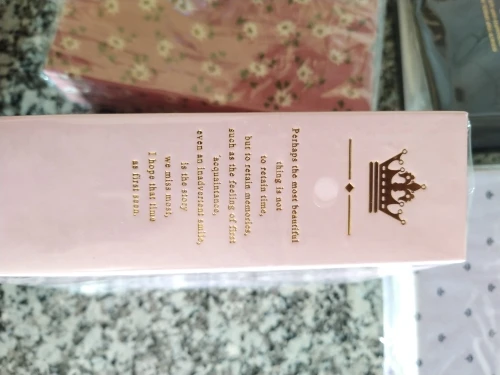 Perhaps the most beautiful
thing is not
to retain time,
but to retain memories,
such as the feeling of first
acquaintance,
even an inadvertent smile,
is the story
we miss most,
I hope that time
as first seen.